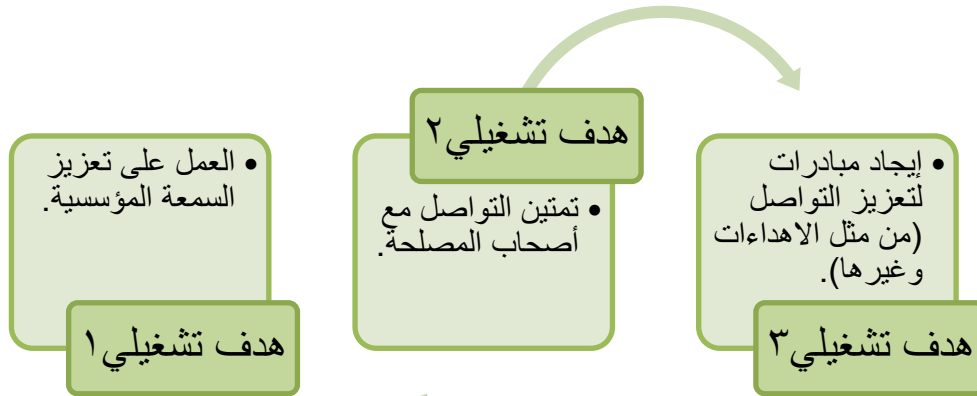 • العمل على تعزيز
السمعة المؤسسية.
هدف تشغيلي١
هدف تشغيلي٢
• تمتين التواصل مع
أصحاب المصلحة.
• إيجاد مبادرات
لتعزيز التواصل
(من مثل الاهداءات
وغيرها).
هدف تشغيلي٣